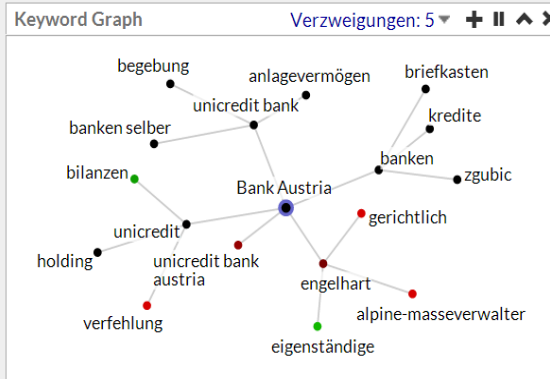 Keyword Graph
Verzweigungen: 5
begebung
anlagevermögen
briefkasten
unicredit bank
kredite
banken selber
banken
bilanzen
zgubic
Bank Austria
gerichtlich
unicredit
holding
unicredit bank
austria
engelhart
verfehlung
alpine-masseverwalter
eigenständige